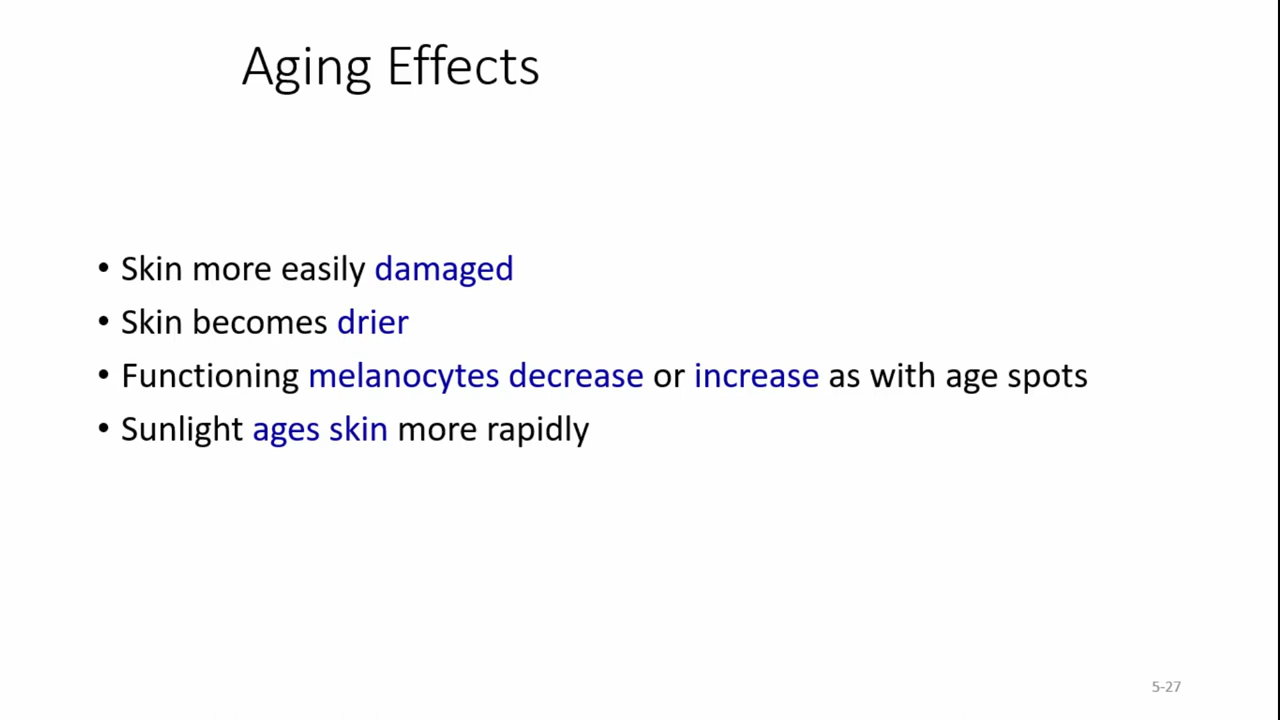 Aging Effects
• Skin more easily damaged
• Skin becomes drier
• Functioning melanocytes decrease or increase as with age spots
• Sunlight ages skin more rapidly
5-27